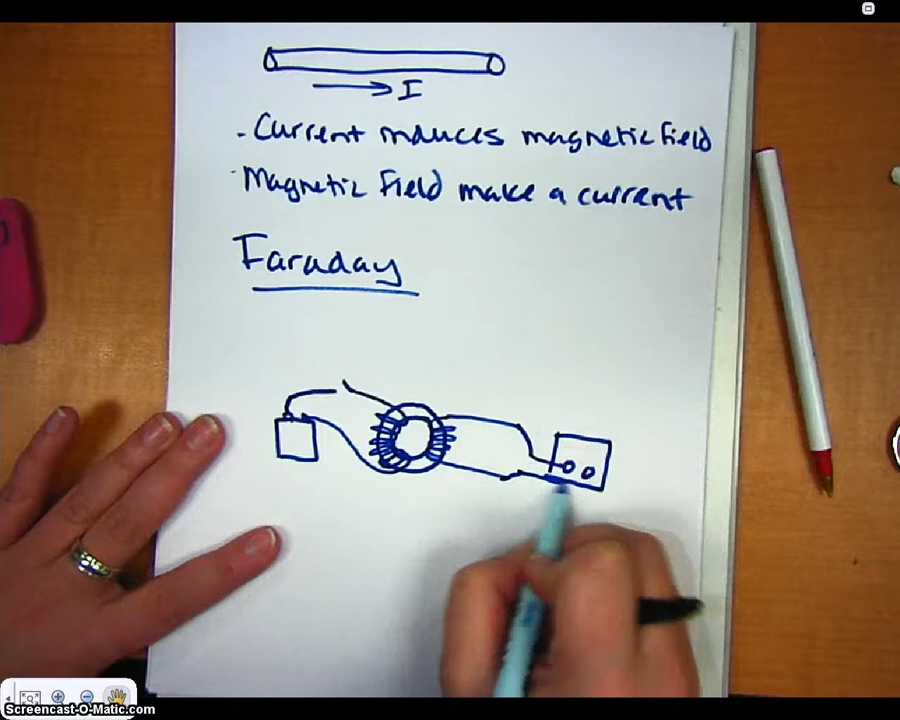 I
- Current induces magnetic field
- Magnetic Field make a current
Faraday
Screencast-O-Matic.com